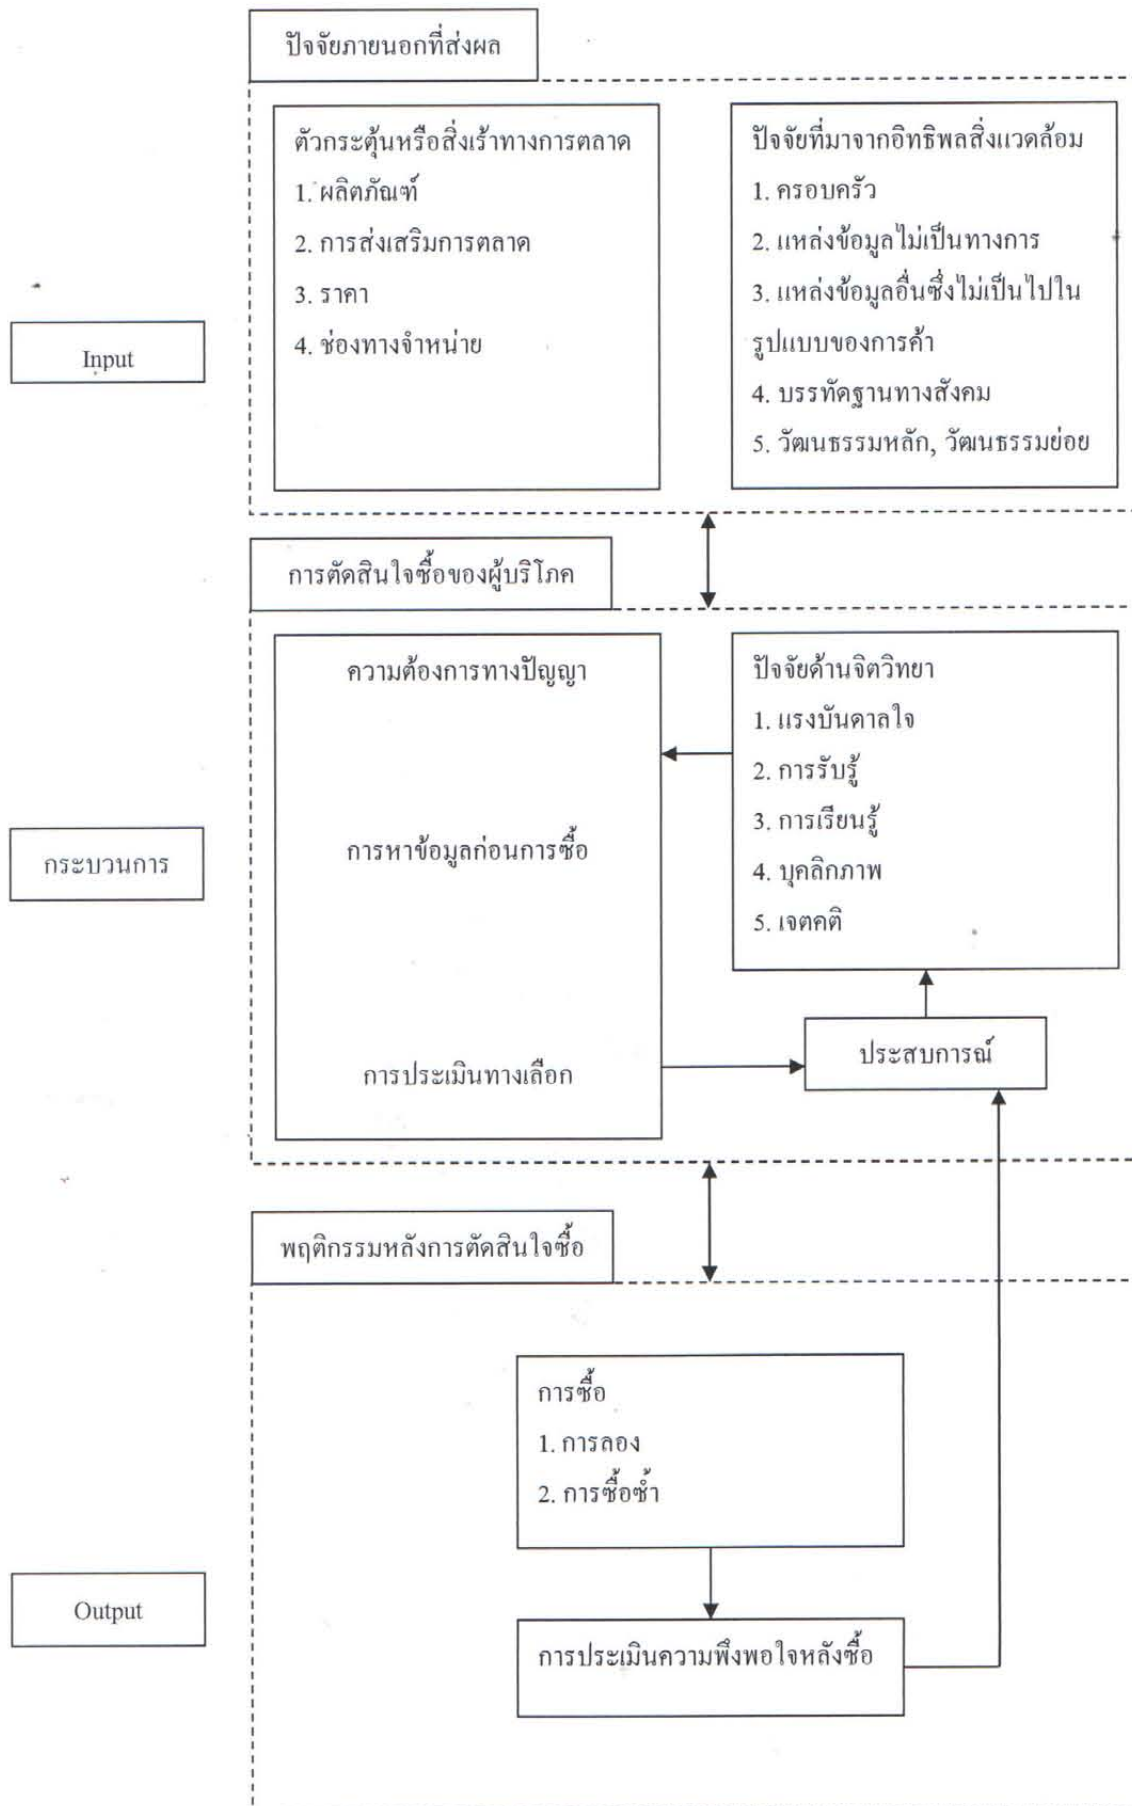 ปัจจัยภายนอกที่ส่งผล
ตัวกระตุ้นหรือสิ่งเร้าทางการตลาด
1. ผลิตภัณฑ์
2. การส่งเสริมการตลาด
3. ราคา
4. ช่องทางจำหน่าย
ปัจจัยที่มาจากอิทธิพลสิ่งแวดล้อม
1. ครอบครัว
2. แหล่งข้อมูลไม่เป็นทางการ
3. แหล่งข้อมูลอื่นซึ่งไม่เป็นไปใน
รูปแบบของการค้า
4. บรรทัดฐานทางสังคม
5. วัฒนธรรมหลัก, วัฒนธรรมย่อย
Input
การตัดสินใจซื้อของผู้บริโภค
ความต้องการทางปัญญา
การหาข้อมูลก่อนการซื้อ
การประเมินทางเลือก
ปัจจัยด้านจิตวิทยา
1. แรงบันดาลใจ
2. การรับรู้
3. การเรียนรู้
4. บุคลิกภาพ
5. เจตคติ
กระบวนการ
ประสบการณ์
พฤติกรรมหลังการตัดสินใจซื้อ
การซื้อ
1. การลอง
2. การซื้อซ้ำ
Output
การประเมินความพึงพอใจหลังซื้อ